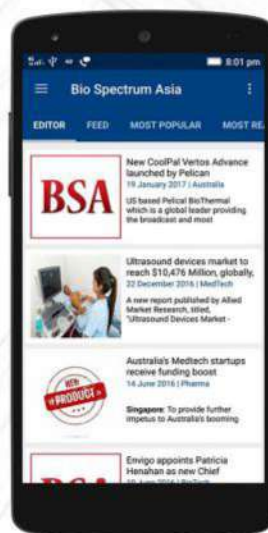 8:01 pm
Bio Spectrum Asia
EDITOR
FEED
MOST POPULAR
MOST RE
BSA
New CoolPal Vertos Advance
launched by Pelican
19 January 2017 | Australia
US based Pelical BioThermal
which is a global leader providing
the broadcast and most
Ultrasound devices market to
reach $10,476 Million, globally,
22 December 2016 | MedTech
A new report published by Allied
Market Research, titled,
"Ultrasound Devices Market -
NEW
PRODUCT
Australia's Medtech startups
receive funding boost
14 June 2016 | Pharma
Singapore: To provide further
impetus to Australia's booming
BSA
Envigo appoints Patricia
Henahan as new Chief